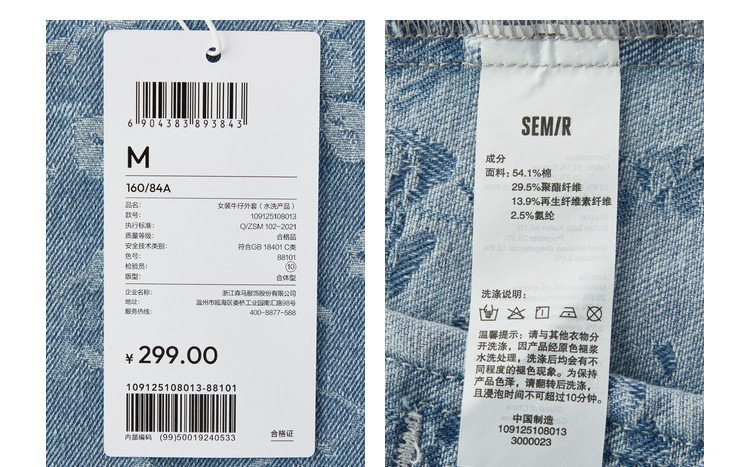 6 904383 893843
M
160/84A
品名: 女装牛仔外套（水洗产品）
款号: 109125108013
执行标准: Q/ZSM 102-2021
质量等级: 合格品
安全技术类别: 符合GB 18401 C类
色号: 88101
检验员: 10
版型: 合体型
企业名称: 浙江森马服饰股份有限公司
地址: 温州市瓯海区娄桥工业园南汇路98号
服务热线: 400-8877-588
¥ 299.00
109125108013-88101
内部编码 (99)50019240533
合格证
SEM/R
成分
面料: 54.1%棉
29.5%聚酯纤维
13.9%再生纤维素纤维
2.5%氨纶
洗涤说明:
温馨提示: 请与其他衣物分
开洗涤, 因产品经原色褪浆
水洗处理, 洗涤后均会有不
同程度的褪色现象。为保持
产品色泽, 请翻转后洗涤,
且浸泡时间不可超过10分钟。
中国制造
109125108013
3000023